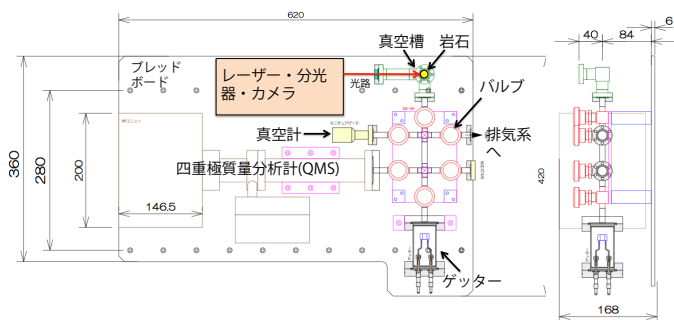 620
40
84
6
真空槽
岩石
ブレッド
ボード
レーザー・分光
器・カメラ
光路
バルブ
真空計
排気系
へ
四重極質量分析計(QMS)
360
280
200
146.5
420
ゲッター
168